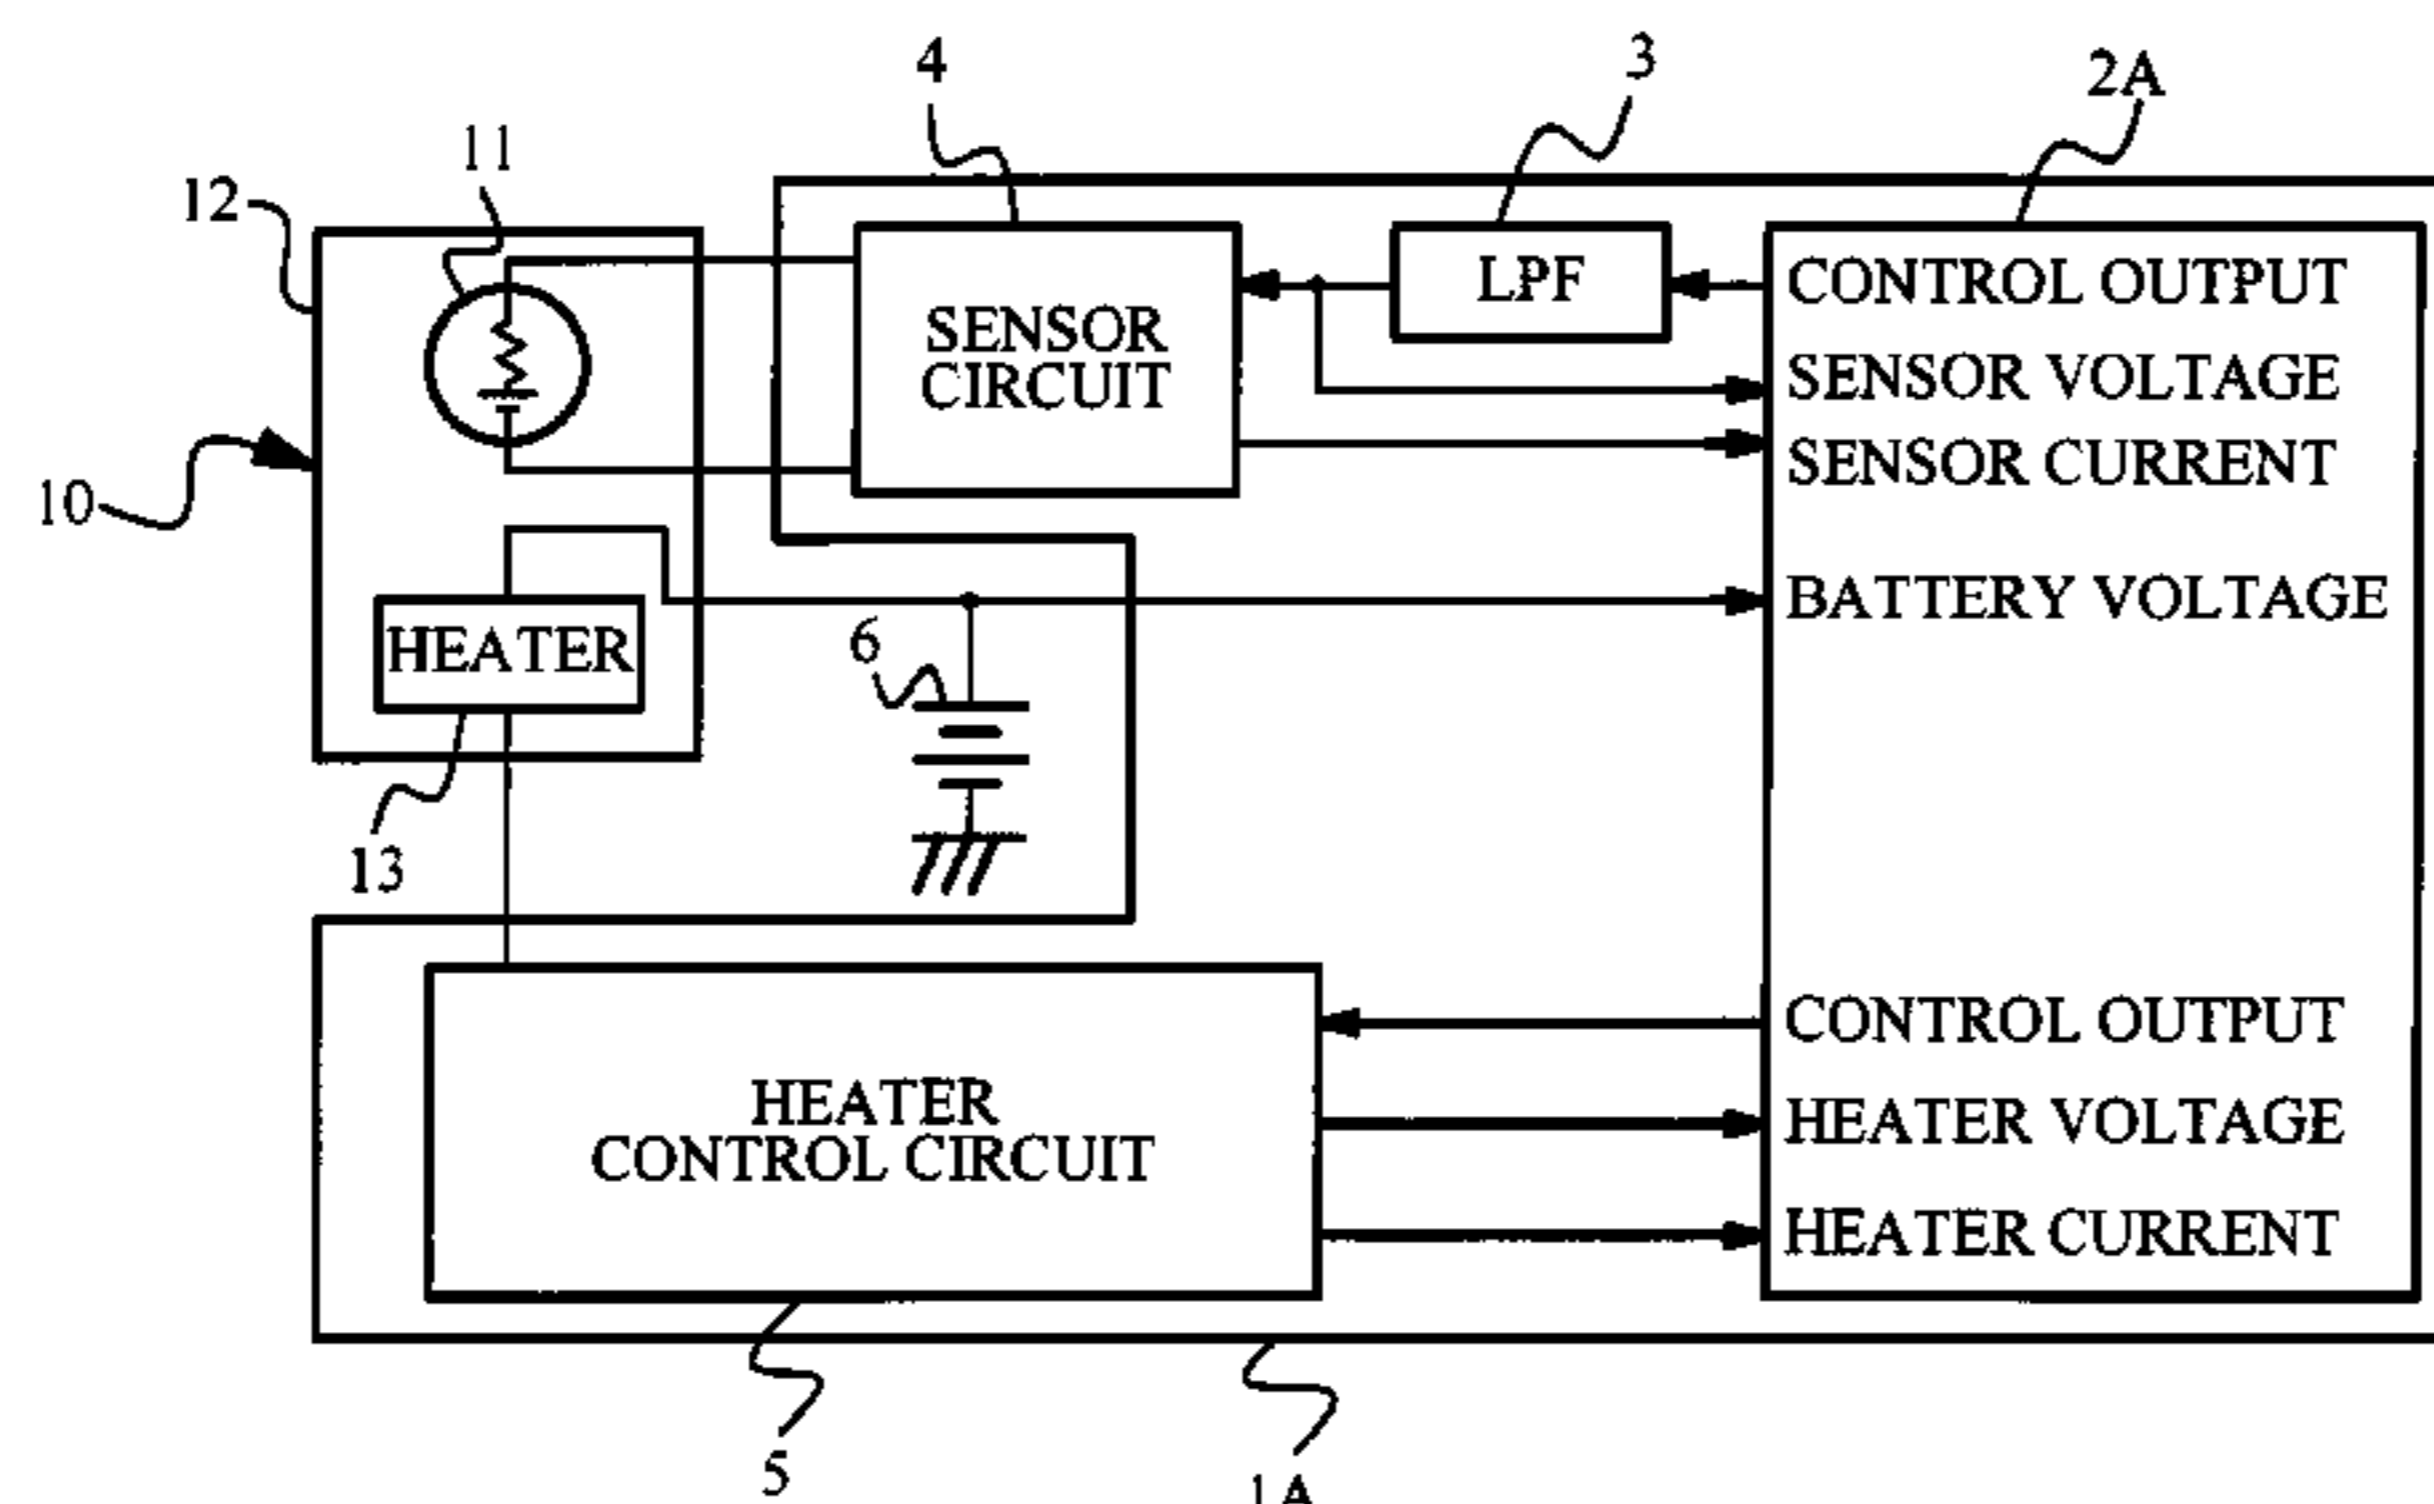 4
3
2A
11
12
LPF
CONTROL OUTPUT
SENSOR
CIRCUIT
SENSOR VOLTAGE
SENSOR CURRENT
10
BATTERY VOLTAGE
6
HEATER
13
CONTROL OUTPUT
HEATER
CONTROL CIRCUIT
HEATER VOLTAGE
HEATER CURRENT
5
1A